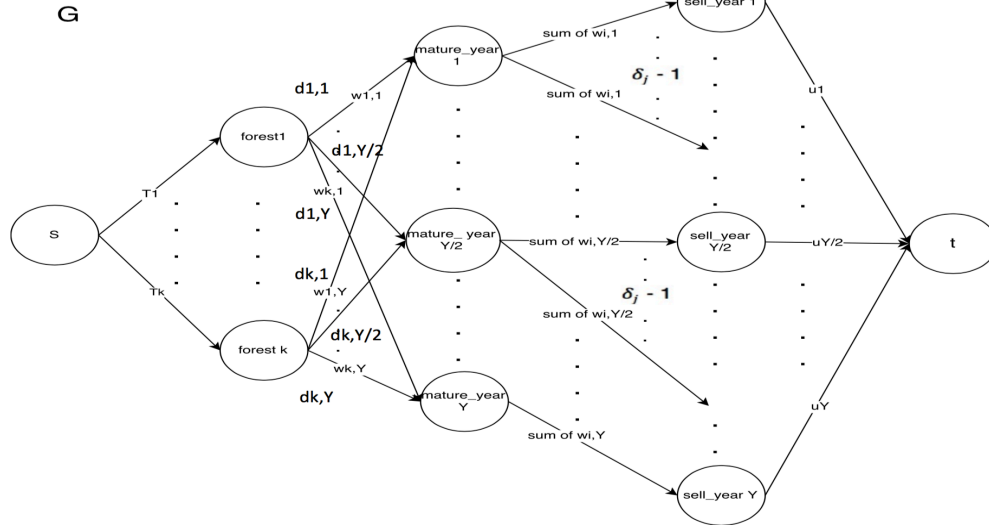 G
sell_year 1
sum of wi,1
mature_year
1
δj - 1
d1,1
w1,1
sum of wi,1
u1
forest1
d1,Y/2
T1
wk,1
d1,Y
S
mature_ year
Y/2
sum of wi,Y/2
sell_year
Y/2
uY/2
t
dk,1
Tk
w1,Y
δj - 1
sum of wi,Y/2
dk,Y/2
forest k
wk,Y
dk,Y
mature_year
Y
uY
sum of wi,Y
sell_year Y